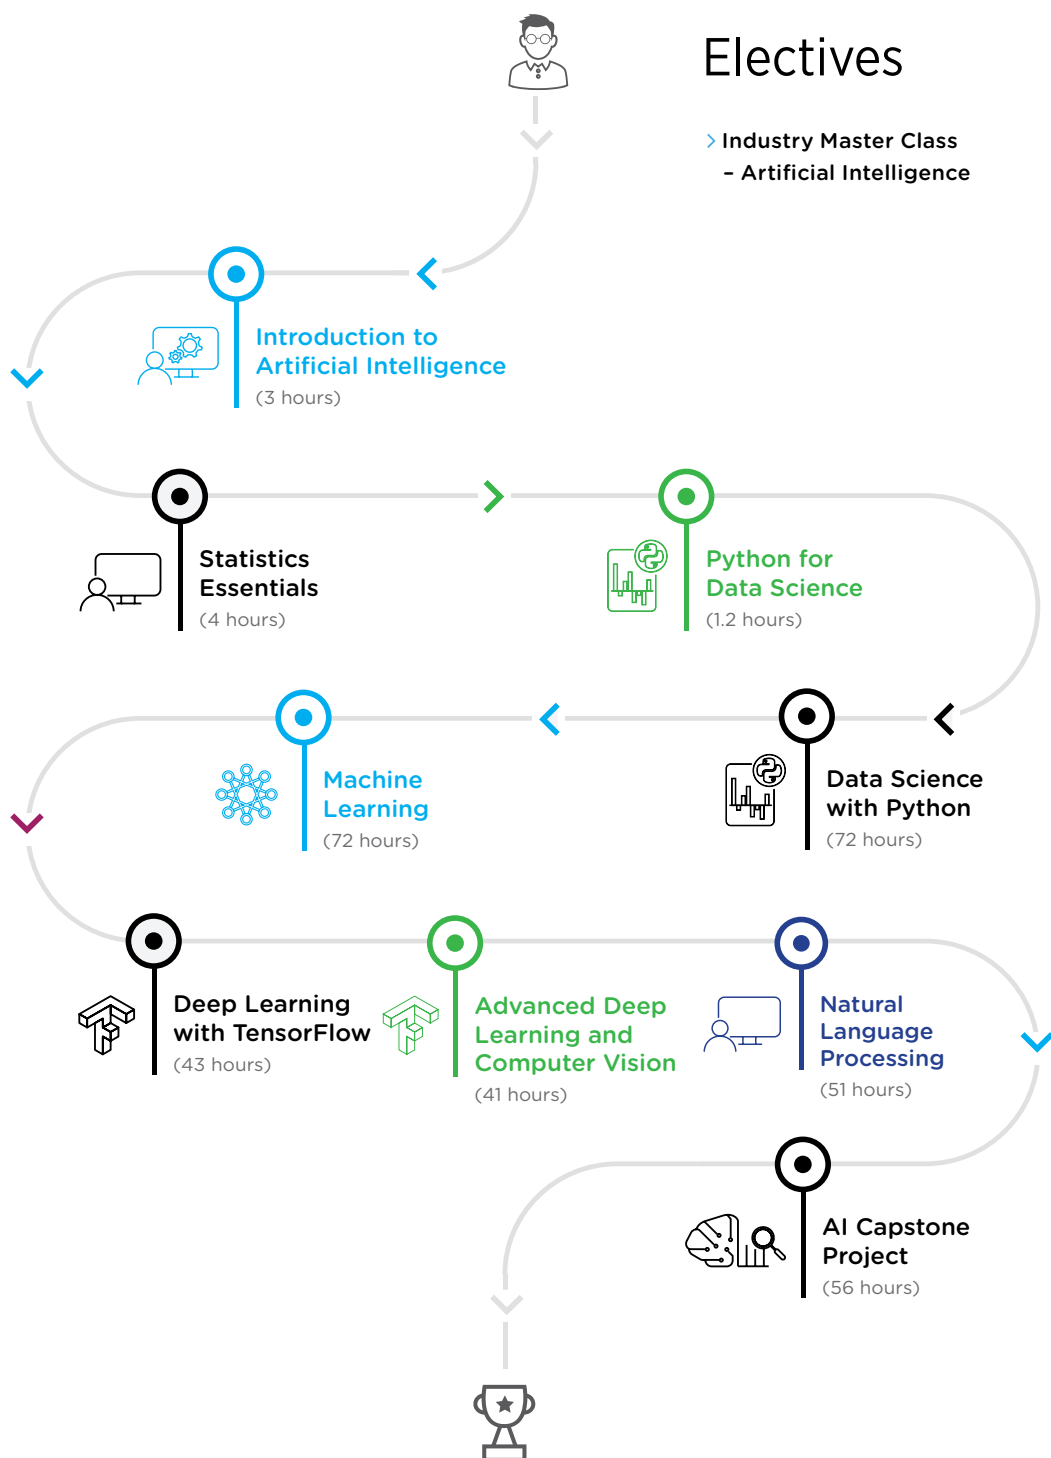 Electives
Industry Master Class
– Artificial Intelligence
Introduction to
Artificial Intelligence
(3 hours)
Statistics
Essentials
(4 hours)
Python for
Data Science
(1.2 hours)
Machine
Learning
(72 hours)
Data Science
with Python
(72 hours)
Deep Learning
with TensorFlow
(43 hours)
Advanced Deep
Learning and
Computer Vision
(41 hours)
Natural
Language
Processing
(51 hours)
AI Capstone
Project
(56 hours)